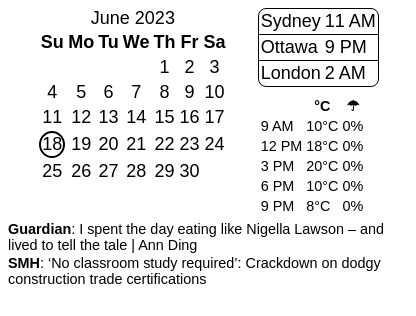 June 2023
Su Mo Tu We Th Fr Sa
1 2 3
4 5 6 7 8 9 10
11 12 13 14 15 16 17
18 19 20 21 22 23 24
25 26 27 28 29 30
Sydney 11 AM
Ottawa 9 PM
London 2 AM
°C ☂
9 AM 10°C 0%
12 PM 18°C 0%
3 PM 20°C 0%
6 PM 10°C 0%
9 PM 8°C 0%
Guardian: I spent the day eating like Nigella Lawson – and
lived to tell the tale | Ann Ding
SMH: ‘No classroom study required’: Crackdown on dodgy
construction trade certifications